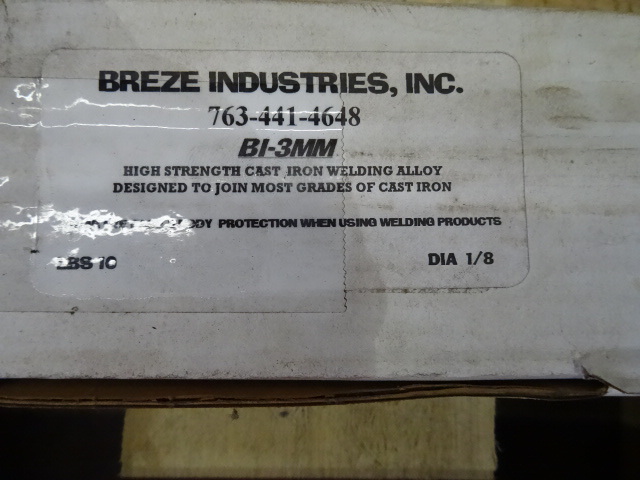 BREZE INDUSTRIES, INC.
763-441-4648
BI-3MM
HIGH STRENGTH CAST IRON WELDING ALLOY
DESIGNED TO JOIN MOST GRADES OF CAST IRON
PROTECTION WHEN USING WELDING PRODUCTS
LBS 10
DIA 1/8